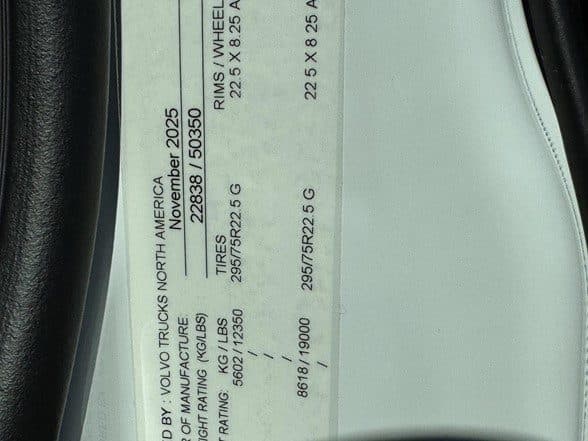 D BY : VOLVO TRUCKS NORTH AMERICA
R OF MANUFACTURE November 2025
IGHT RATING (KG/LBS) 22838 / 50350
T RATING: KG / LBS TIRES RIMS / WHEEL
5602 / 12350 295/75R22.5 G 22.5 X 8.25 A
/
/
/
8618 / 19000 295/75R22.5 G 22 5 X 8 25 A
/